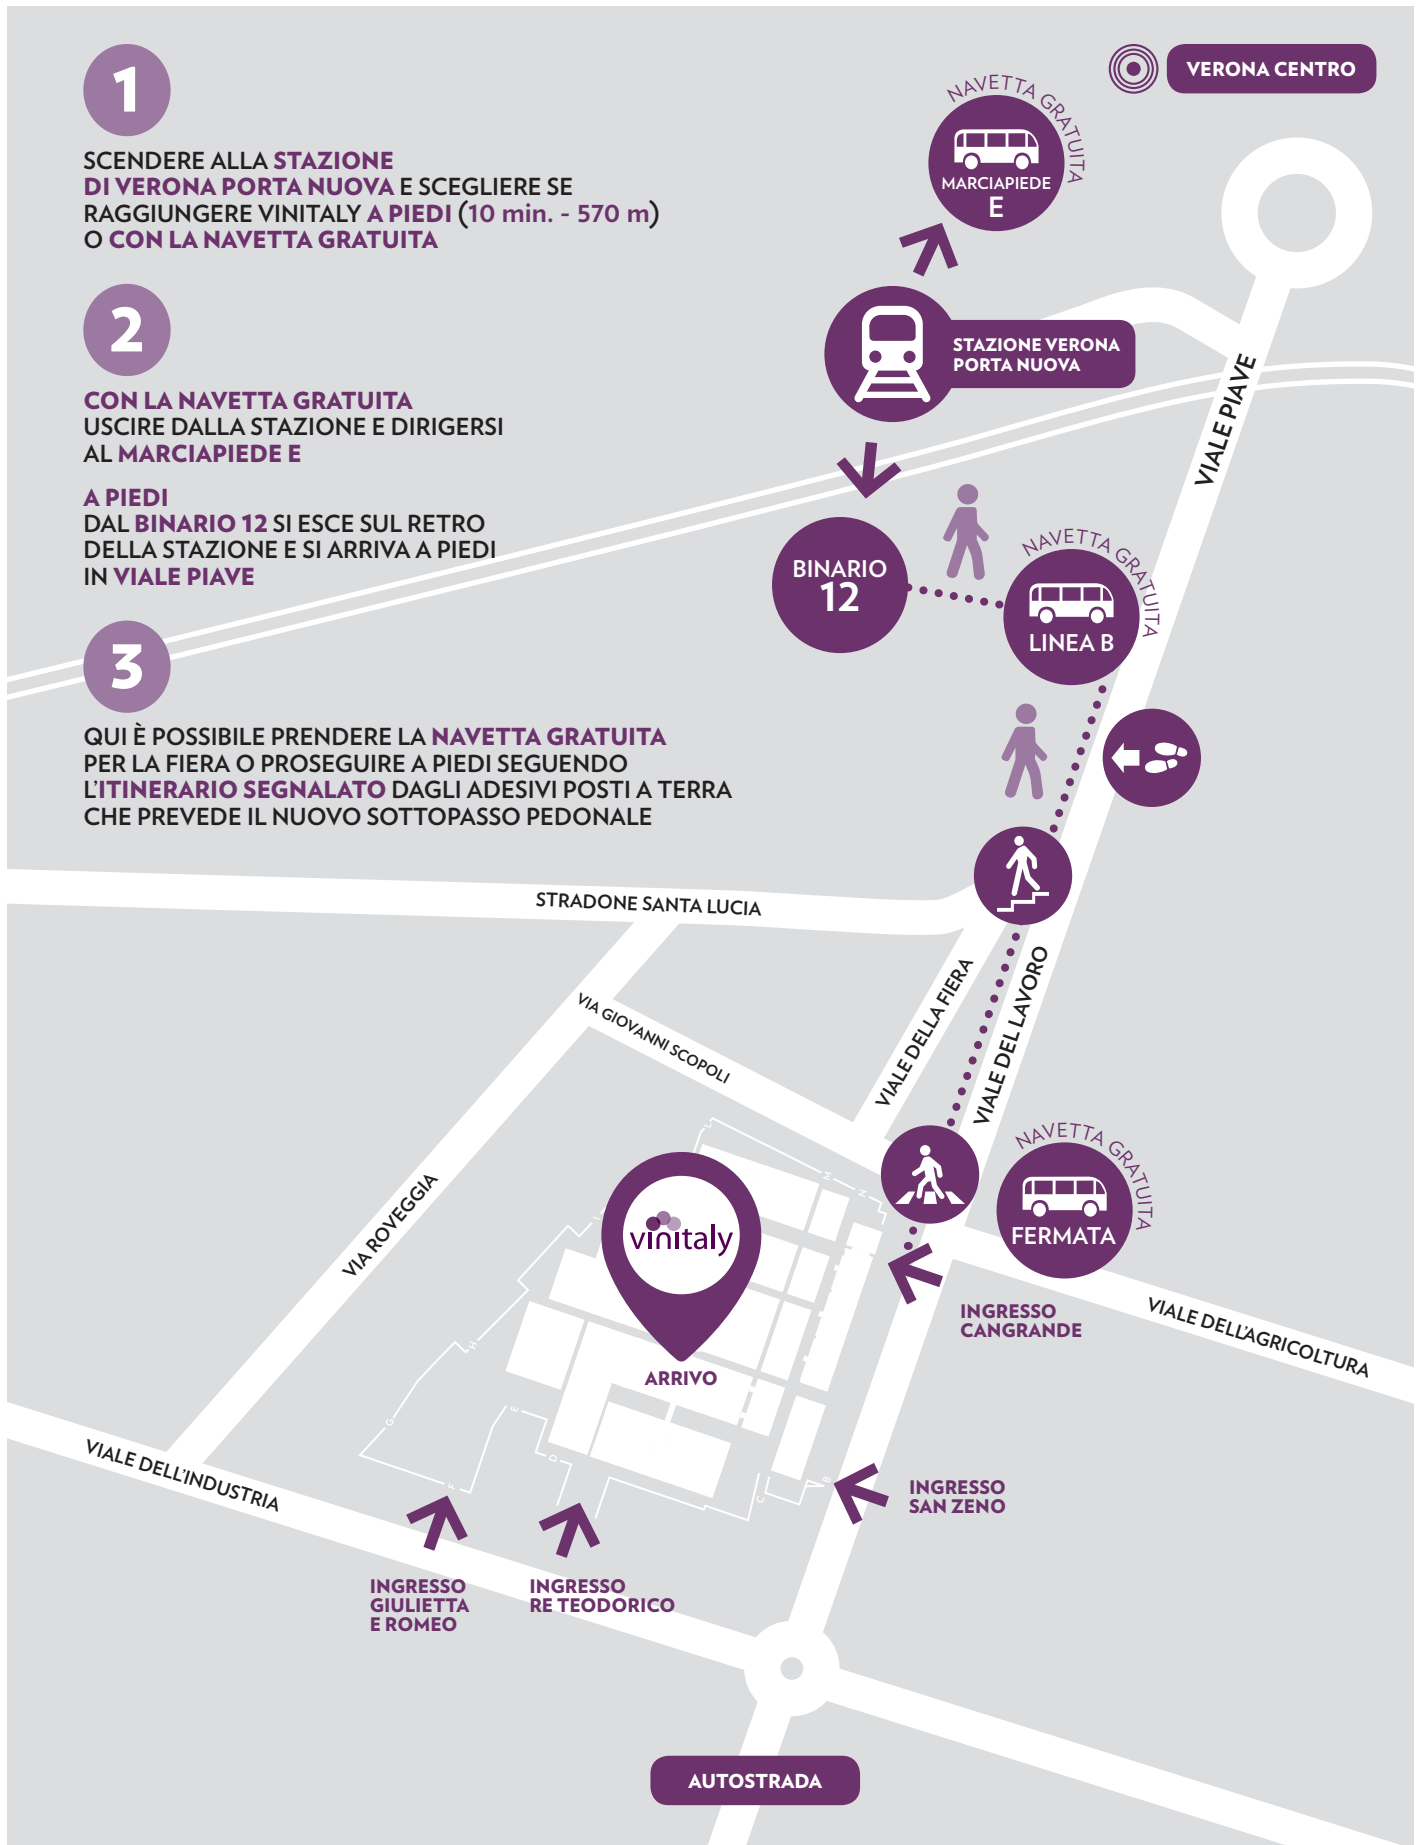 1
SCENDERE ALLA STAZIONE
DI VERONA PORTA NUOVA E SCEGLIERE SE
RAGGIUNGERE VINITALY A PIEDI (10 min. - 570 m)
O CON LA NAVETTA GRATUITA
2
CON LA NAVETTA GRATUITA
USCIRE DALLA STAZIONE E DIRIGERSI
AL MARCIAPIEDE E
A PIEDI
DAL BINARIO 12 SI ESCE SUL RETRO
DELLA STAZIONE E SI ARRIVA A PIEDI
IN VIALE PIAVE
3
QUI È POSSIBILE PRENDERE LA NAVETTA GRATUITA
PER LA FIERA O PROSEGUIRE A PIEDI SEGUENDO
L'ITINERARIO SEGNALATO DAGLI ADESIVI POSTI A TERRA
CHE PREVEDE IL NUOVO SOTTOPASSO PEDONALE
VERONA CENTRO
NAVETTA GRATUITA
MARCIAPIEDE
E
STAZIONE VERONA
PORTA NUOVA
VIALE PIAVE
BINARIO
12
NAVETTA GRATUITA
LINEA B
STRADONE SANTA LUCIA
VIA GIOVANNI SCOPOLI
VIALE DELLA FIERA
VIALE DEL LAVORO
VIA ROVEGGIA
NAVETTA GRATUITA
FERMATA
L
M
N
I
vinitaly
ARRIVO
INGRESSO
CANGRANDE
VIALE DELL'AGRICOLTURA
H
G
E
D
F
C
B
VIALE DELL'INDUSTRIA
INGRESSO
SAN ZENO
INGRESSO
GIULIETTA
E ROMEO
INGRESSO
RE TEODORICO
AUTOSTRADA